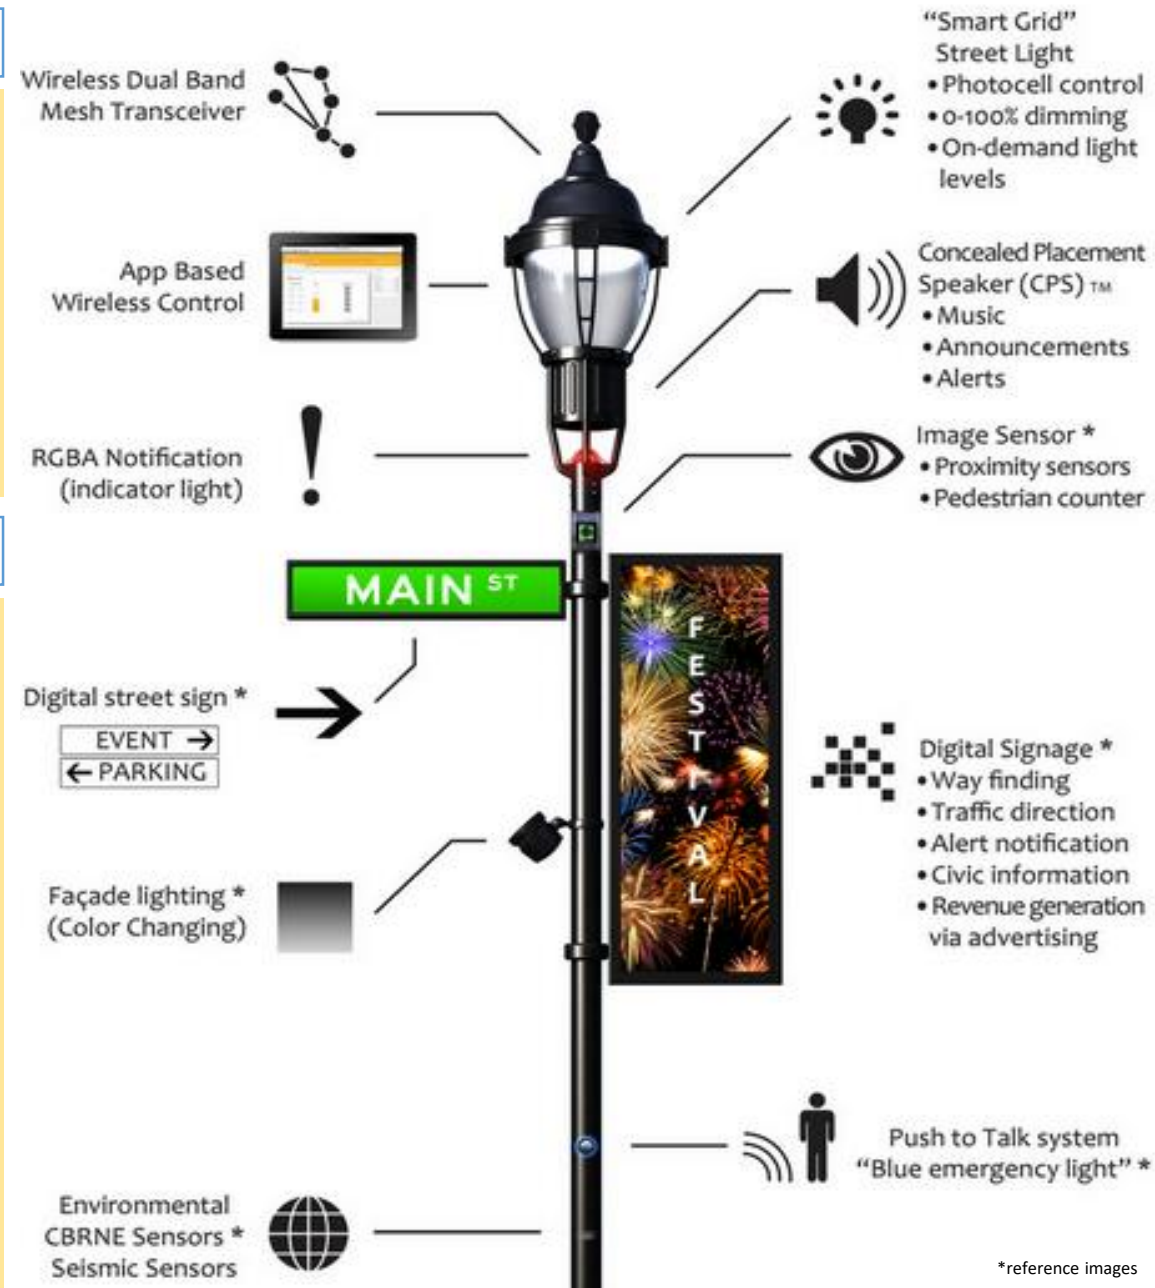 Wireless Dual Band
Mesh Transceiver
“Smart Grid”
Street Light
• Photocell control
• 0-100% dimming
• On-demand light
levels
App Based
Wireless Control
Concealed Placement
Speaker (CPS) TM
• Music
• Announcements
• Alerts
RGBA Notification
(indicator light)
Image Sensor *
• Proximity sensors
• Pedestrian counter
MAIN ST
FESTIVAL
Digital street sign *
EVENT →
← PARKING
Digital Signage *
• Way finding
• Traffic direction
• Alert notification
• Civic information
• Revenue generation
via advertising
Façade lighting *
(Color Changing)
Push to Talk system
“Blue emergency light” *
Environmental
CBRNE Sensors *
Seismic Sensors
*reference images